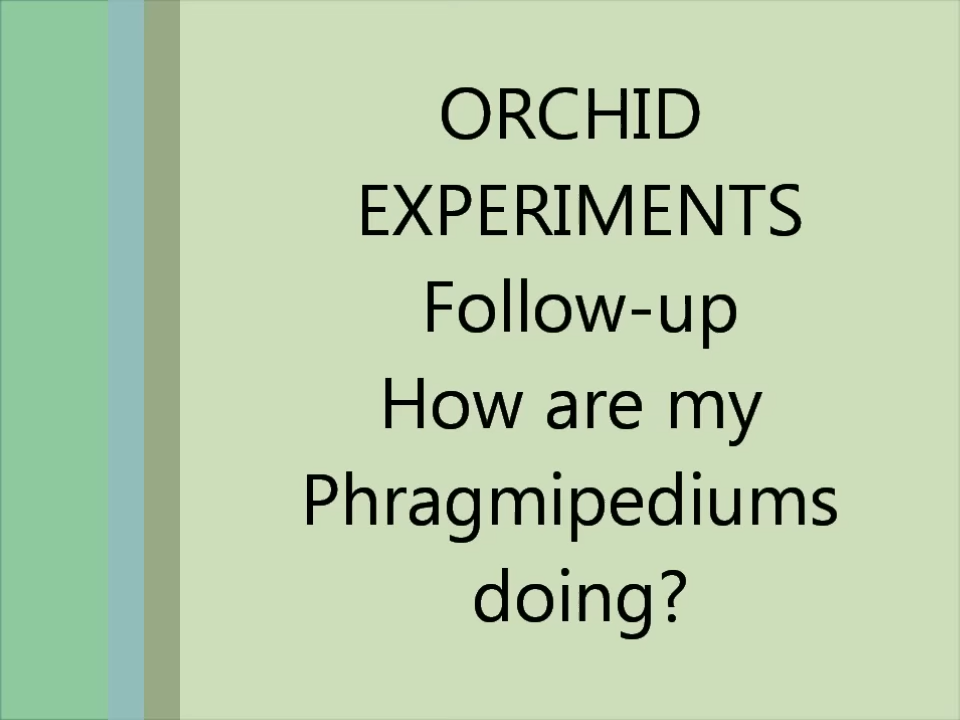 ORCHID
EXPERIMENTS
Follow-up
How are my
Phragmipediums
doing?